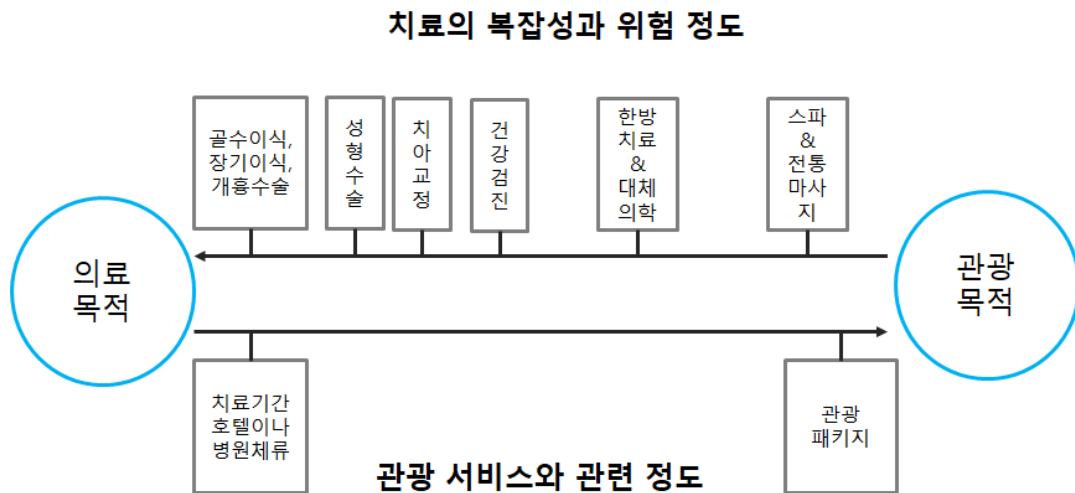 치료의 복잡성과 위험 정도
골수이식,
장기이식,
개흉수술
성
형
수
술
치
아
교
정
건
강
검
진
한방
치료
&
대체
의학
스파
&
전통
마사
지
의료
목적
관광
목적
치료기간
호텔이나
병원체류
관광
패키지
관광 서비스와 관련 정도